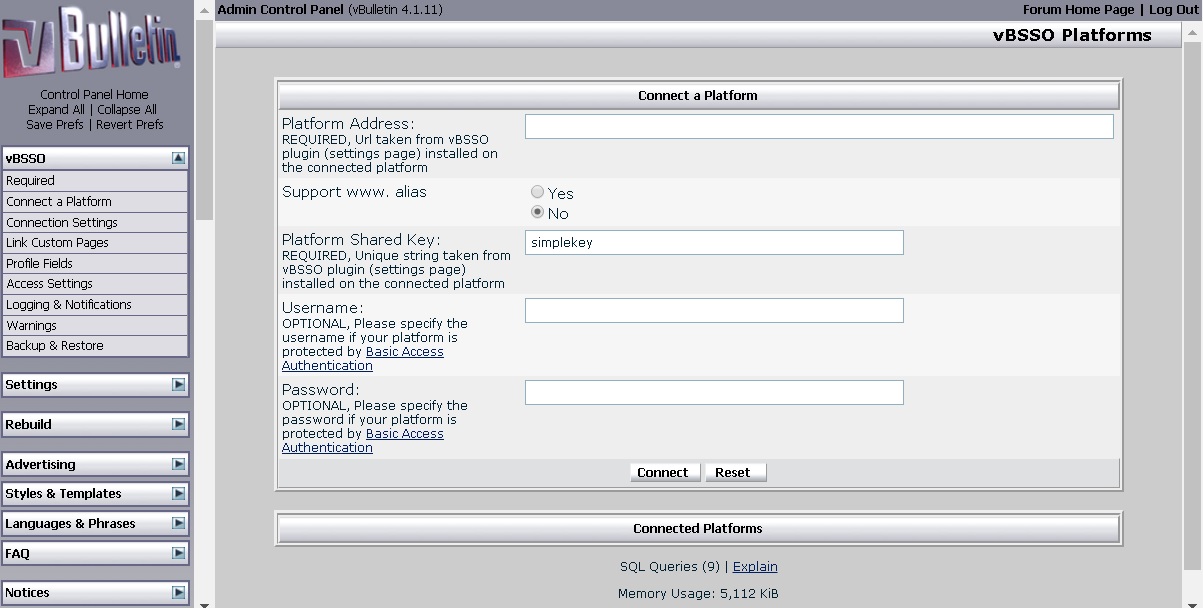 Admin Control Panel (vBulletin 4.1.11)
Forum Home Page | Log Out
vBulletin
Control Panel Home
Expand All | Collapse All
Save Prefs | Revert Prefs
vBSSO
Required
Connect a Platform
Connection Settings
Link Custom Pages
Profile Fields
Access Settings
Logging & Notifications
Warnings
Backup & Restore
Settings
Rebuild
Advertising
Styles & Templates
Languages & Phrases
FAQ
Notices
vBSSO Platforms
Connect a Platform
Platform Address:
REQUIRED, Url taken from vBSSO
plugin (settings page) installed on
the connected platform
Support www. alias
Yes
No
Platform Shared Key:
REQUIRED, Unique string taken from
vBSSO plugin (settings page)
installed on the connected platform
simplekey
Username:
OPTIONAL, Please specify the
username if your platform is
protected by Basic Access
Authentication
Password:
OPTIONAL, Please specify the
password if your platform is
protected by Basic Access
Authentication
Connect
Reset
Connected Platforms
SQL Queries (9) | Explain
Memory Usage: 5,112 KiB